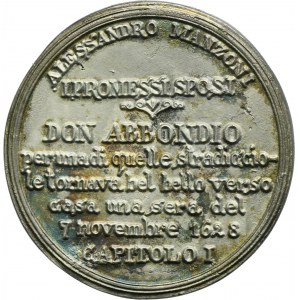 ALESSANDRO MANZONI
I PROMESSI SPOSI
DON ABBONDIO
per una di quelle stradiccio-
le tornava bel bello verso
casa una sera del
7 novembre 1628
CAPITOLO I